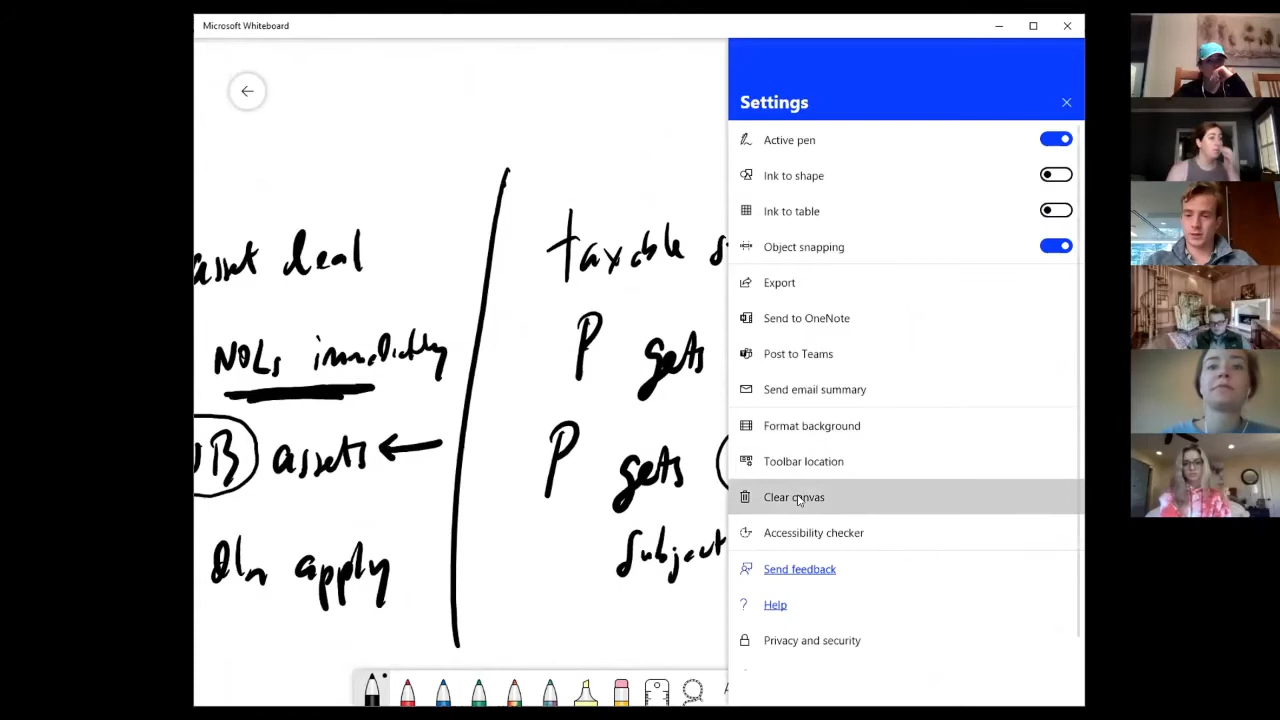 Microsoft Whiteboard
Settings
Active pen
Ink to shape
Ink to table
Object snapping
Export
Send to OneNote
Post to Teams
Send email summary
Format background
Toolbar location
Clear canvas
Accessibility checker
Send feedback
Help
Privacy and security
asset deal
NOLs immediately
B assets
apply
taxable s
P gets
P gets
Subject